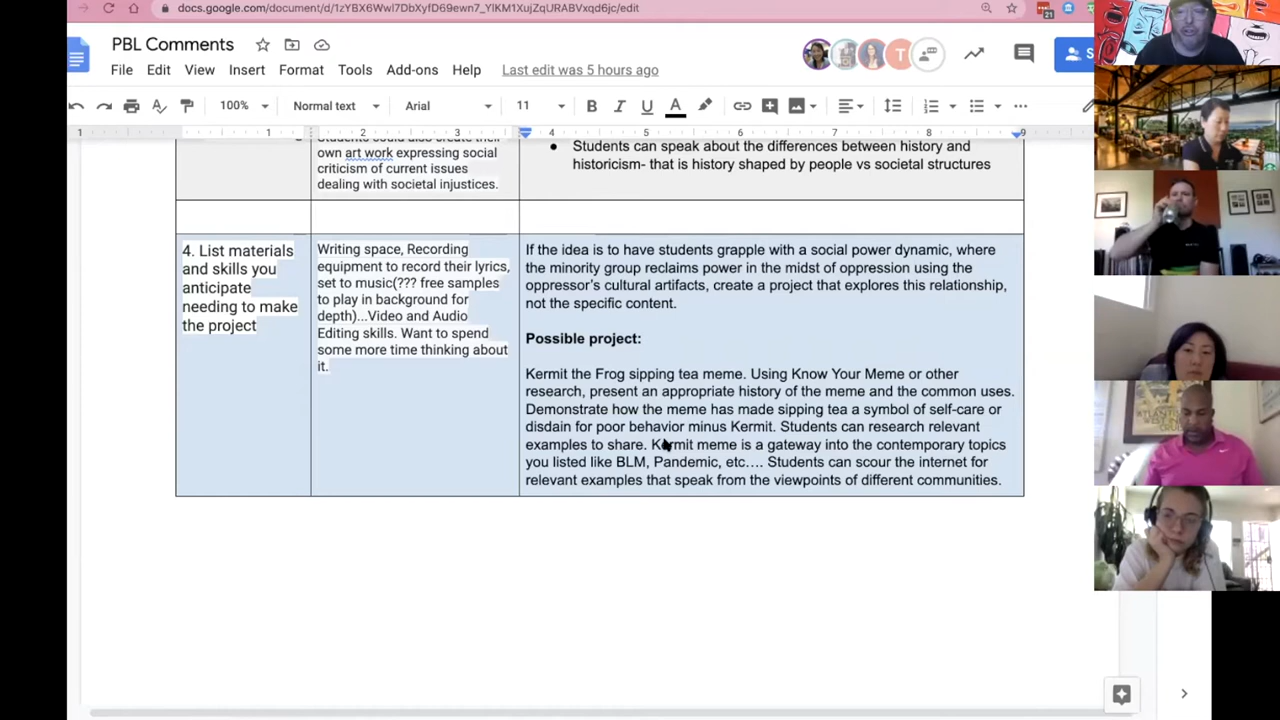 docs.google.com/document/d/1zYBX6Wwl7DbXyfD69ewn7_YlKM1XujZqURABVxqd6jc/edit
21
PBL Comments
File Edit View Insert Format Tools Add-ons Help Last edit was 5 hours ago
T
S
100% Normal text Arial 11 B I U A
1 1 2 3 4 5 6 7 8 9
own art work expressing social
criticism of current issues
dealing with societal injustices.
Students can speak about the differences between history and
historicism- that is history shaped by people vs societal structures
4. List materials
and skills you
anticipate
needing to make
the project
Writing space, Recording
equipment to record their lyrics,
set to music(??? free samples
to play in background for
depth)...Video and Audio
Editing skills. Want to spend
some more time thinking about
it.
If the idea is to have students grapple with a social power dynamic, where
the minority group reclaims power in the midst of oppression using the
oppressor's cultural artifacts, create a project that explores this relationship,
not the specific content.
Possible project:
Kermit the Frog sipping tea meme. Using Know Your Meme or other
research, present an appropriate history of the meme and the common uses.
Demonstrate how the meme has made sipping tea a symbol of self-care or
disdain for poor behavior minus Kermit. Students can research relevant
examples to share. Kermit meme is a gateway into the contemporary topics
you listed like BLM, Pandemic, etc…. Students can scour the internet for
relevant examples that speak from the viewpoints of different communities.